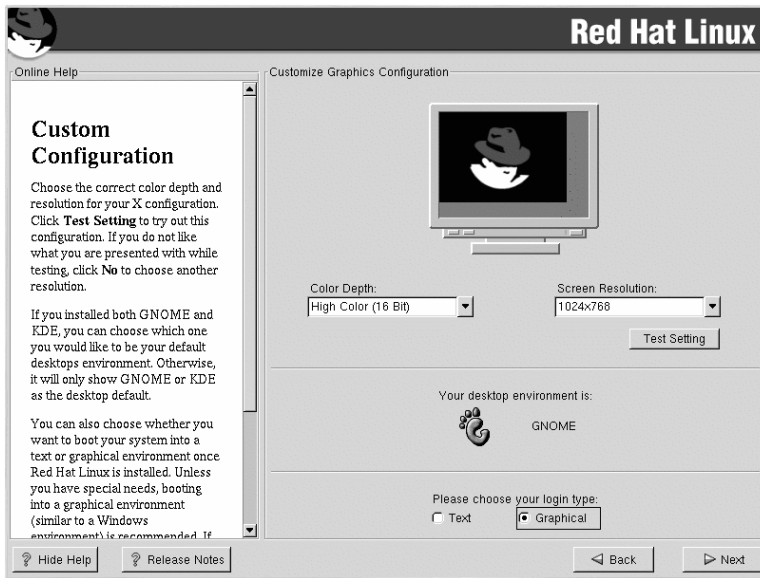 Red Hat Linux
Online Help
Custom
Configuration
Choose the correct color depth and
resolution for your X configuration.
Click Test Setting to try out this
configuration. If you do not like
what you are presented with while
testing, click No to choose another
resolution.
If you installed both GNOME and
KDE, you can choose which one
you would like to be your default
desktops environment. Otherwise,
it will only show GNOME or KDE
as the desktop default.
You can also choose whether you
want to boot your system into a
text or graphical environment once
Red Hat Linux is installed. Unless
you have special needs, booting
into a graphical environment
(similar to a Windows
environment) is recommended. If
Customize Graphics Configuration
Color Depth:
High Color (16 Bit)
Screen Resolution:
1024x768
Test Setting
Your desktop environment is:
GNOME
Please choose your login type:
Text
Graphical
Hide Help
Release Notes
Back
Next